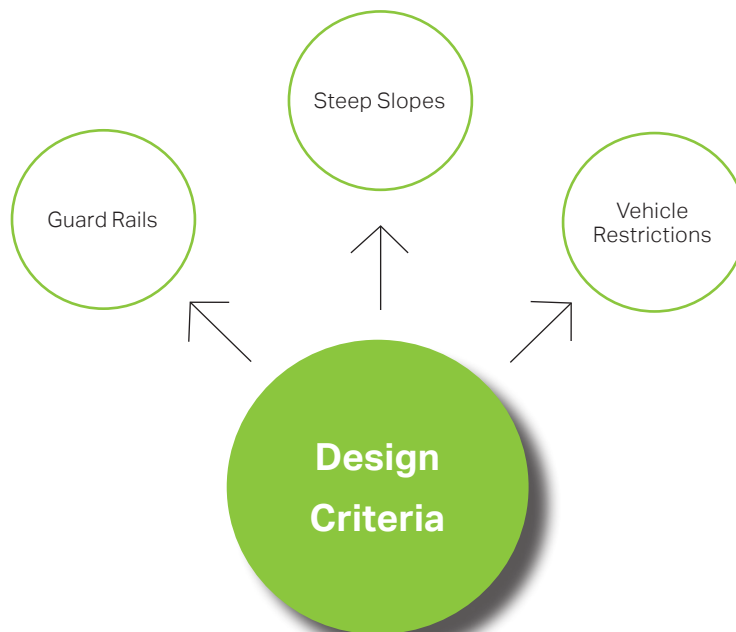 Steep Slopes
Guard Rails
Vehicle
Restrictions
Design
Criteria